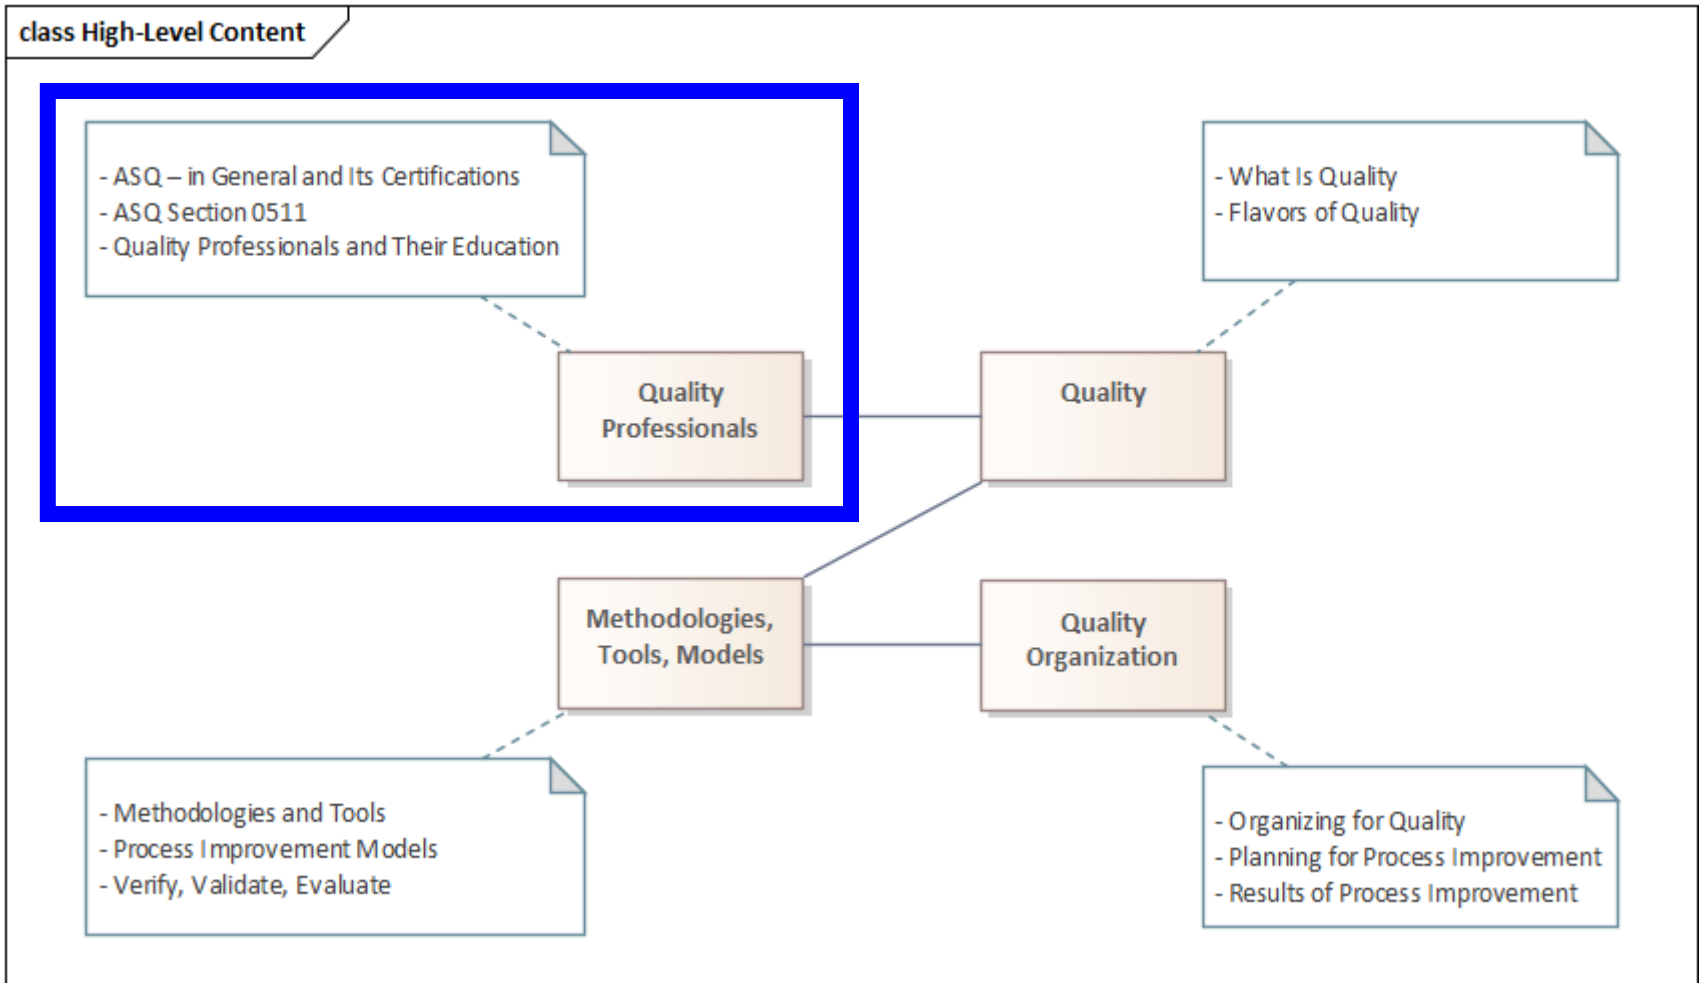 class High-Level Content
- ASQ – in General and Its Certifications
- ASQ Section 0511
- Quality Professionals and Their Education
- What Is Quality
- Flavors of Quality
Quality
Professionals
Quality
Methodologies,
Tools, Models
Quality
Organization
- Methodologies and Tools
- Process Improvement Models
- Verify, Validate, Evaluate
- Organizing for Quality
- Planning for Process Improvement
- Results of Process Improvement